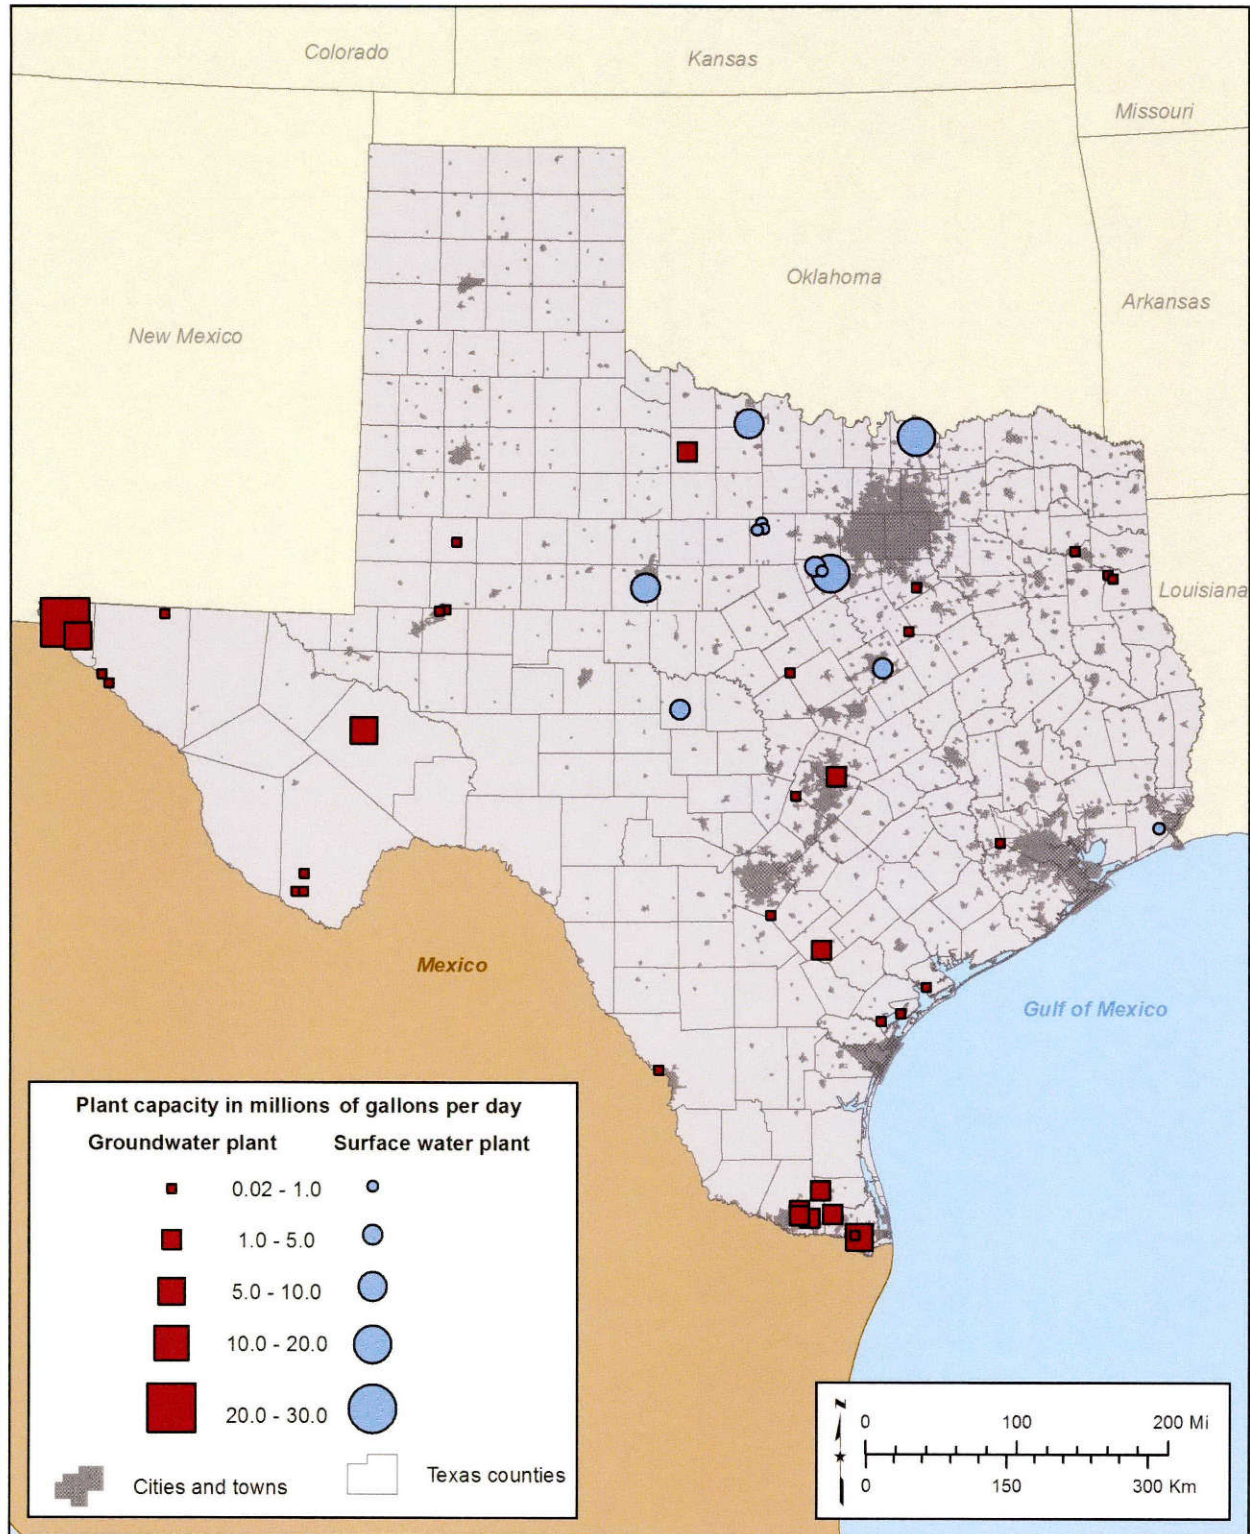 Colorado
Kansas
Missouri
Oklahoma
Arkansas
New Mexico
Louisiana
Mexico
Gulf of Mexico
Plant capacity in millions of gallons per day
Groundwater plant Surface water plant
0.02 - 1.0
1.0 - 5.0
5.0 - 10.0
10.0 - 20.0
20.0 - 30.0
Cities and towns Texas counties
N
0 100 200 Mi
0 150 300 Km